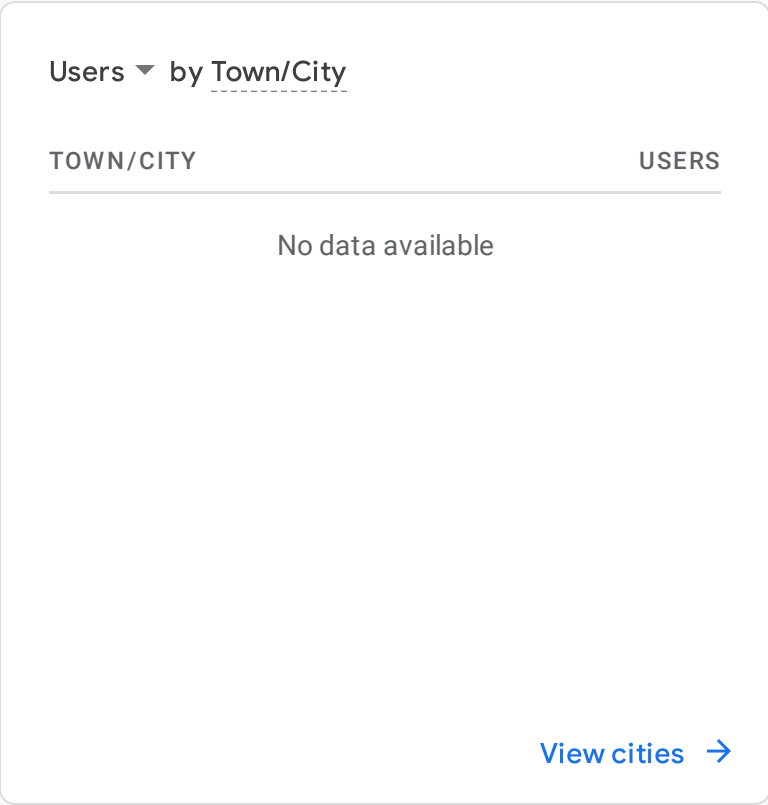 Users by Town/City
TOWN/CITY USERS
No data available
View cities